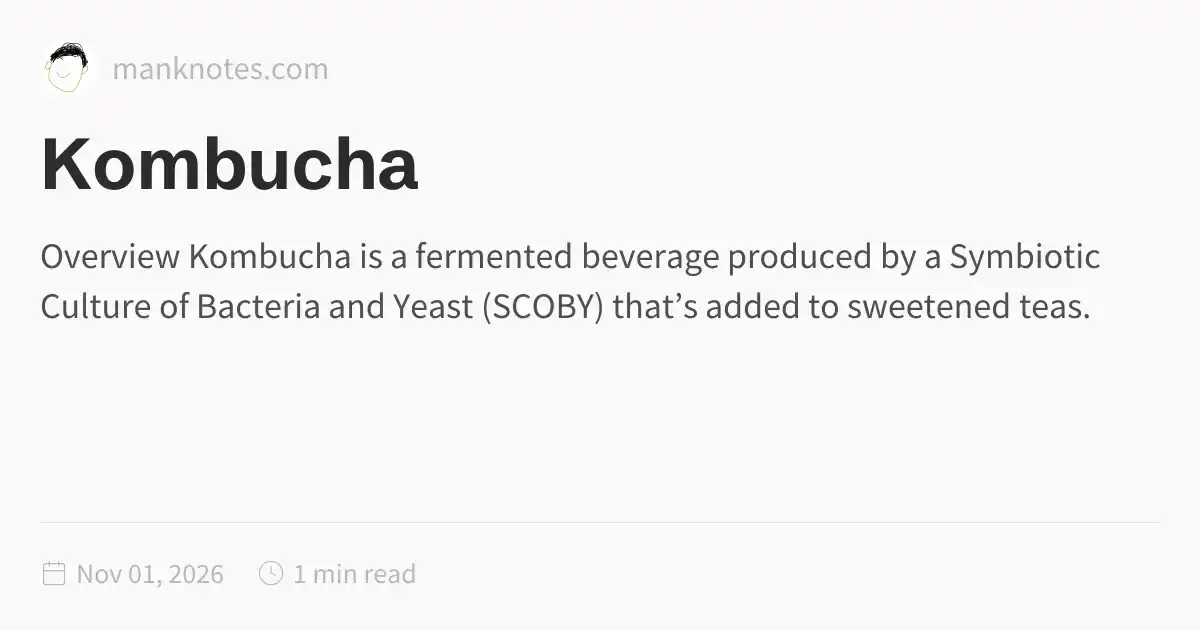 manknotes.com
Kombucha
Overview Kombucha is a fermented beverage produced by a Symbiotic
Culture of Bacteria and Yeast (SCOBY) that’s added to sweetened teas.
Nov 01, 2026 1 min read